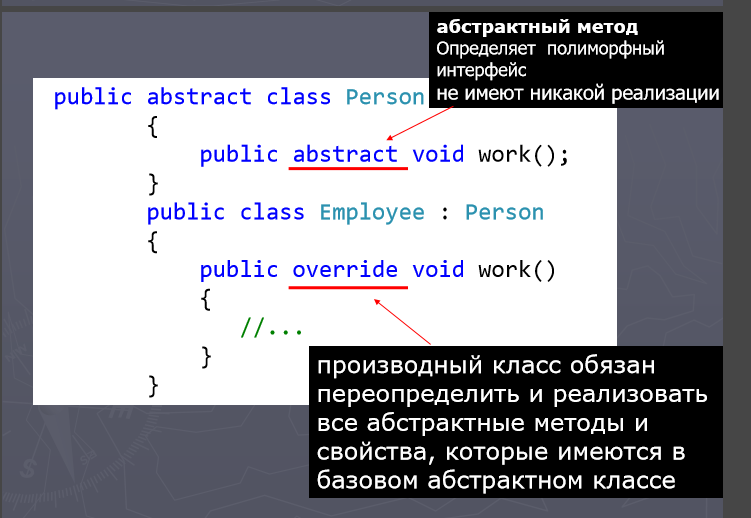 абстрактный метод
Определяет полиморфный
интерфейс
не имеют никакой реализации
public abstract class Person
{
public abstract void work();
}
public class Employee : Person
{
public override void work()
{
//...
}
}
производный класс обязан
переопределить и реализовать
все абстрактные методы и
свойства, которые имеются в
базовом абстрактном классе